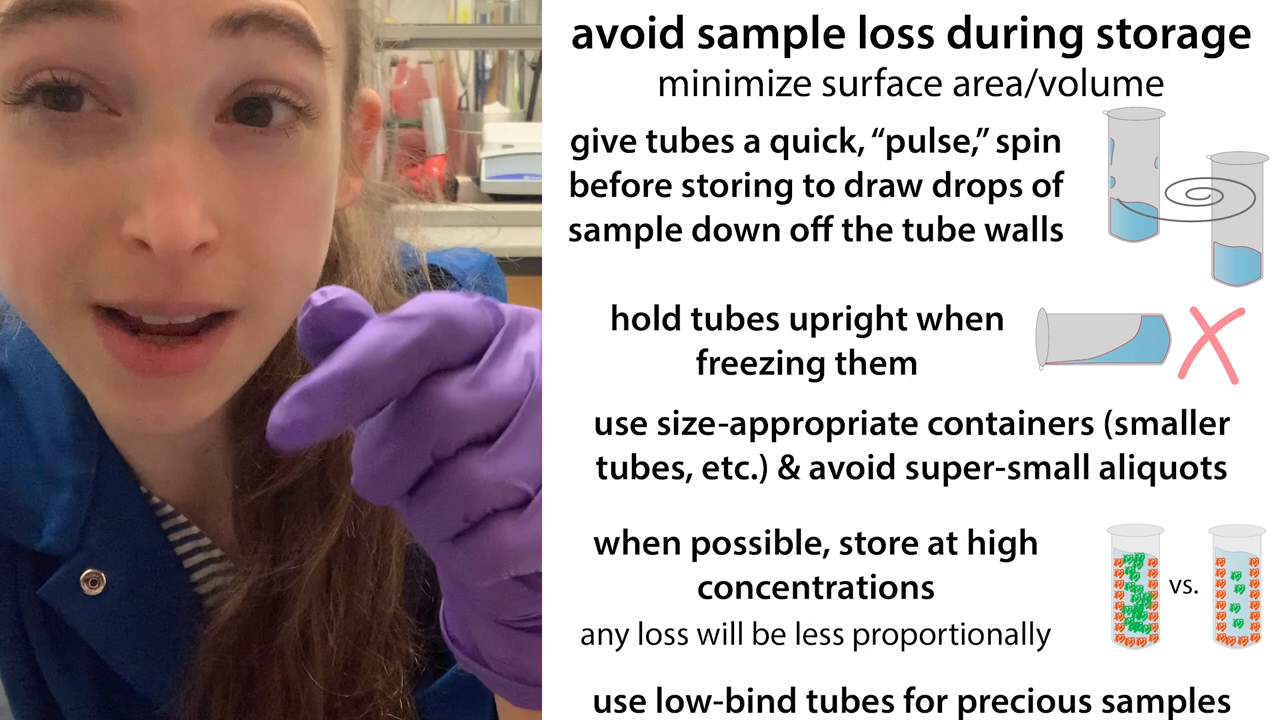 avoid sample loss during storage
minimize surface area/volume
give tubes a quick, “pulse,” spin
before storing to draw drops of
sample down off the tube walls
hold tubes upright when
freezing them
use size-appropriate containers (smaller
tubes, etc.) & avoid super-small aliquots
when possible, store at high
concentrations
vs.
any loss will be less proportionally
use low-bind tubes for precious samples